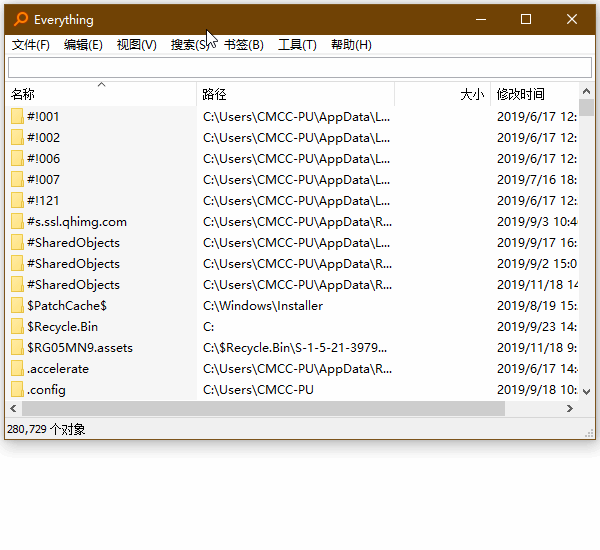 Everything
文件(F) 编辑(E) 视图(V) 搜索(S 书签(B) 工具(T) 帮助(H)
名称 路径 大小 修改时间
#!001 C:\Users\CMCC-PU\AppData\L... 2019/6/17 12:
#!002 C:\Users\CMCC-PU\AppData\L... 2019/6/17 12:
#!006 C:\Users\CMCC-PU\AppData\L... 2019/6/17 12:
#!007 C:\Users\CMCC-PU\AppData\L... 2019/7/16 18:
#!121 C:\Users\CMCC-PU\AppData\L... 2019/6/17 12:
#s.ssl.qhimg.com C:\Users\CMCC-PU\AppData\R... 2019/9/3 10:4
#SharedObjects C:\Users\CMCC-PU\AppData\L... 2019/9/17 16:
#SharedObjects C:\Users\CMCC-PU\AppData\R... 2019/9/2 15:0
#SharedObjects C:\Users\CMCC-PU\AppData\R... 2019/11/18 14
$PatchCache$ C:\Windows\Installer 2019/8/19 15:
$Recycle.Bin C: 2019/9/23 14:
$RG05MN9.assets C:\$Recycle.Bin\S-1-5-21-3979... 2019/11/18 9:
.accelerate C:\Users\CMCC-PU\AppData\R... 2019/6/17 14:
.config C:\Users\CMCC-PU 2019/9/18 10:
280,729 个对象